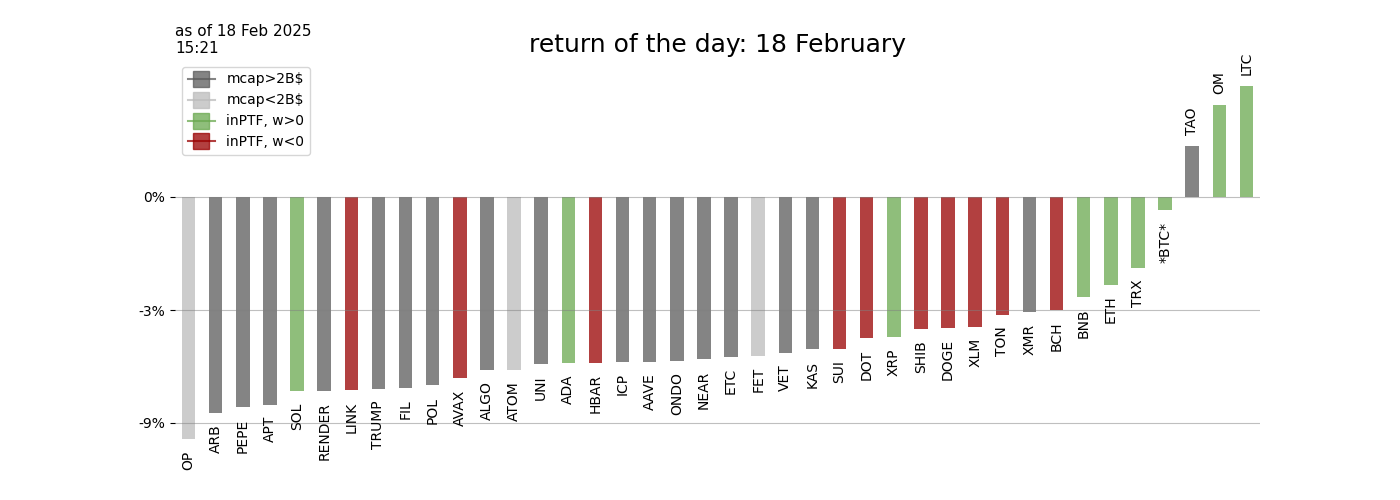 as of 18 Feb 2025
15:21
return of the day: 18 February
mcap>2B$
mcap<2B$
inPTF, w>0
inPTF, w<0
0%
-3%
-9%
OP
ARB
PEPE
APT
SOL
RENDER
LINK
TRUMP
FIL
POL
AVAX
ALGO
ATOM
UNI
ADA
HBAR
ICP
AAVE
ONDO
NEAR
ETC
FET
VET
KAS
SUI
DOT
XRP
SHIB
DOGE
XLM
TON
XMR
BCH
BNB
ETH
TRX
*BTC*
TAO
OM
LTC